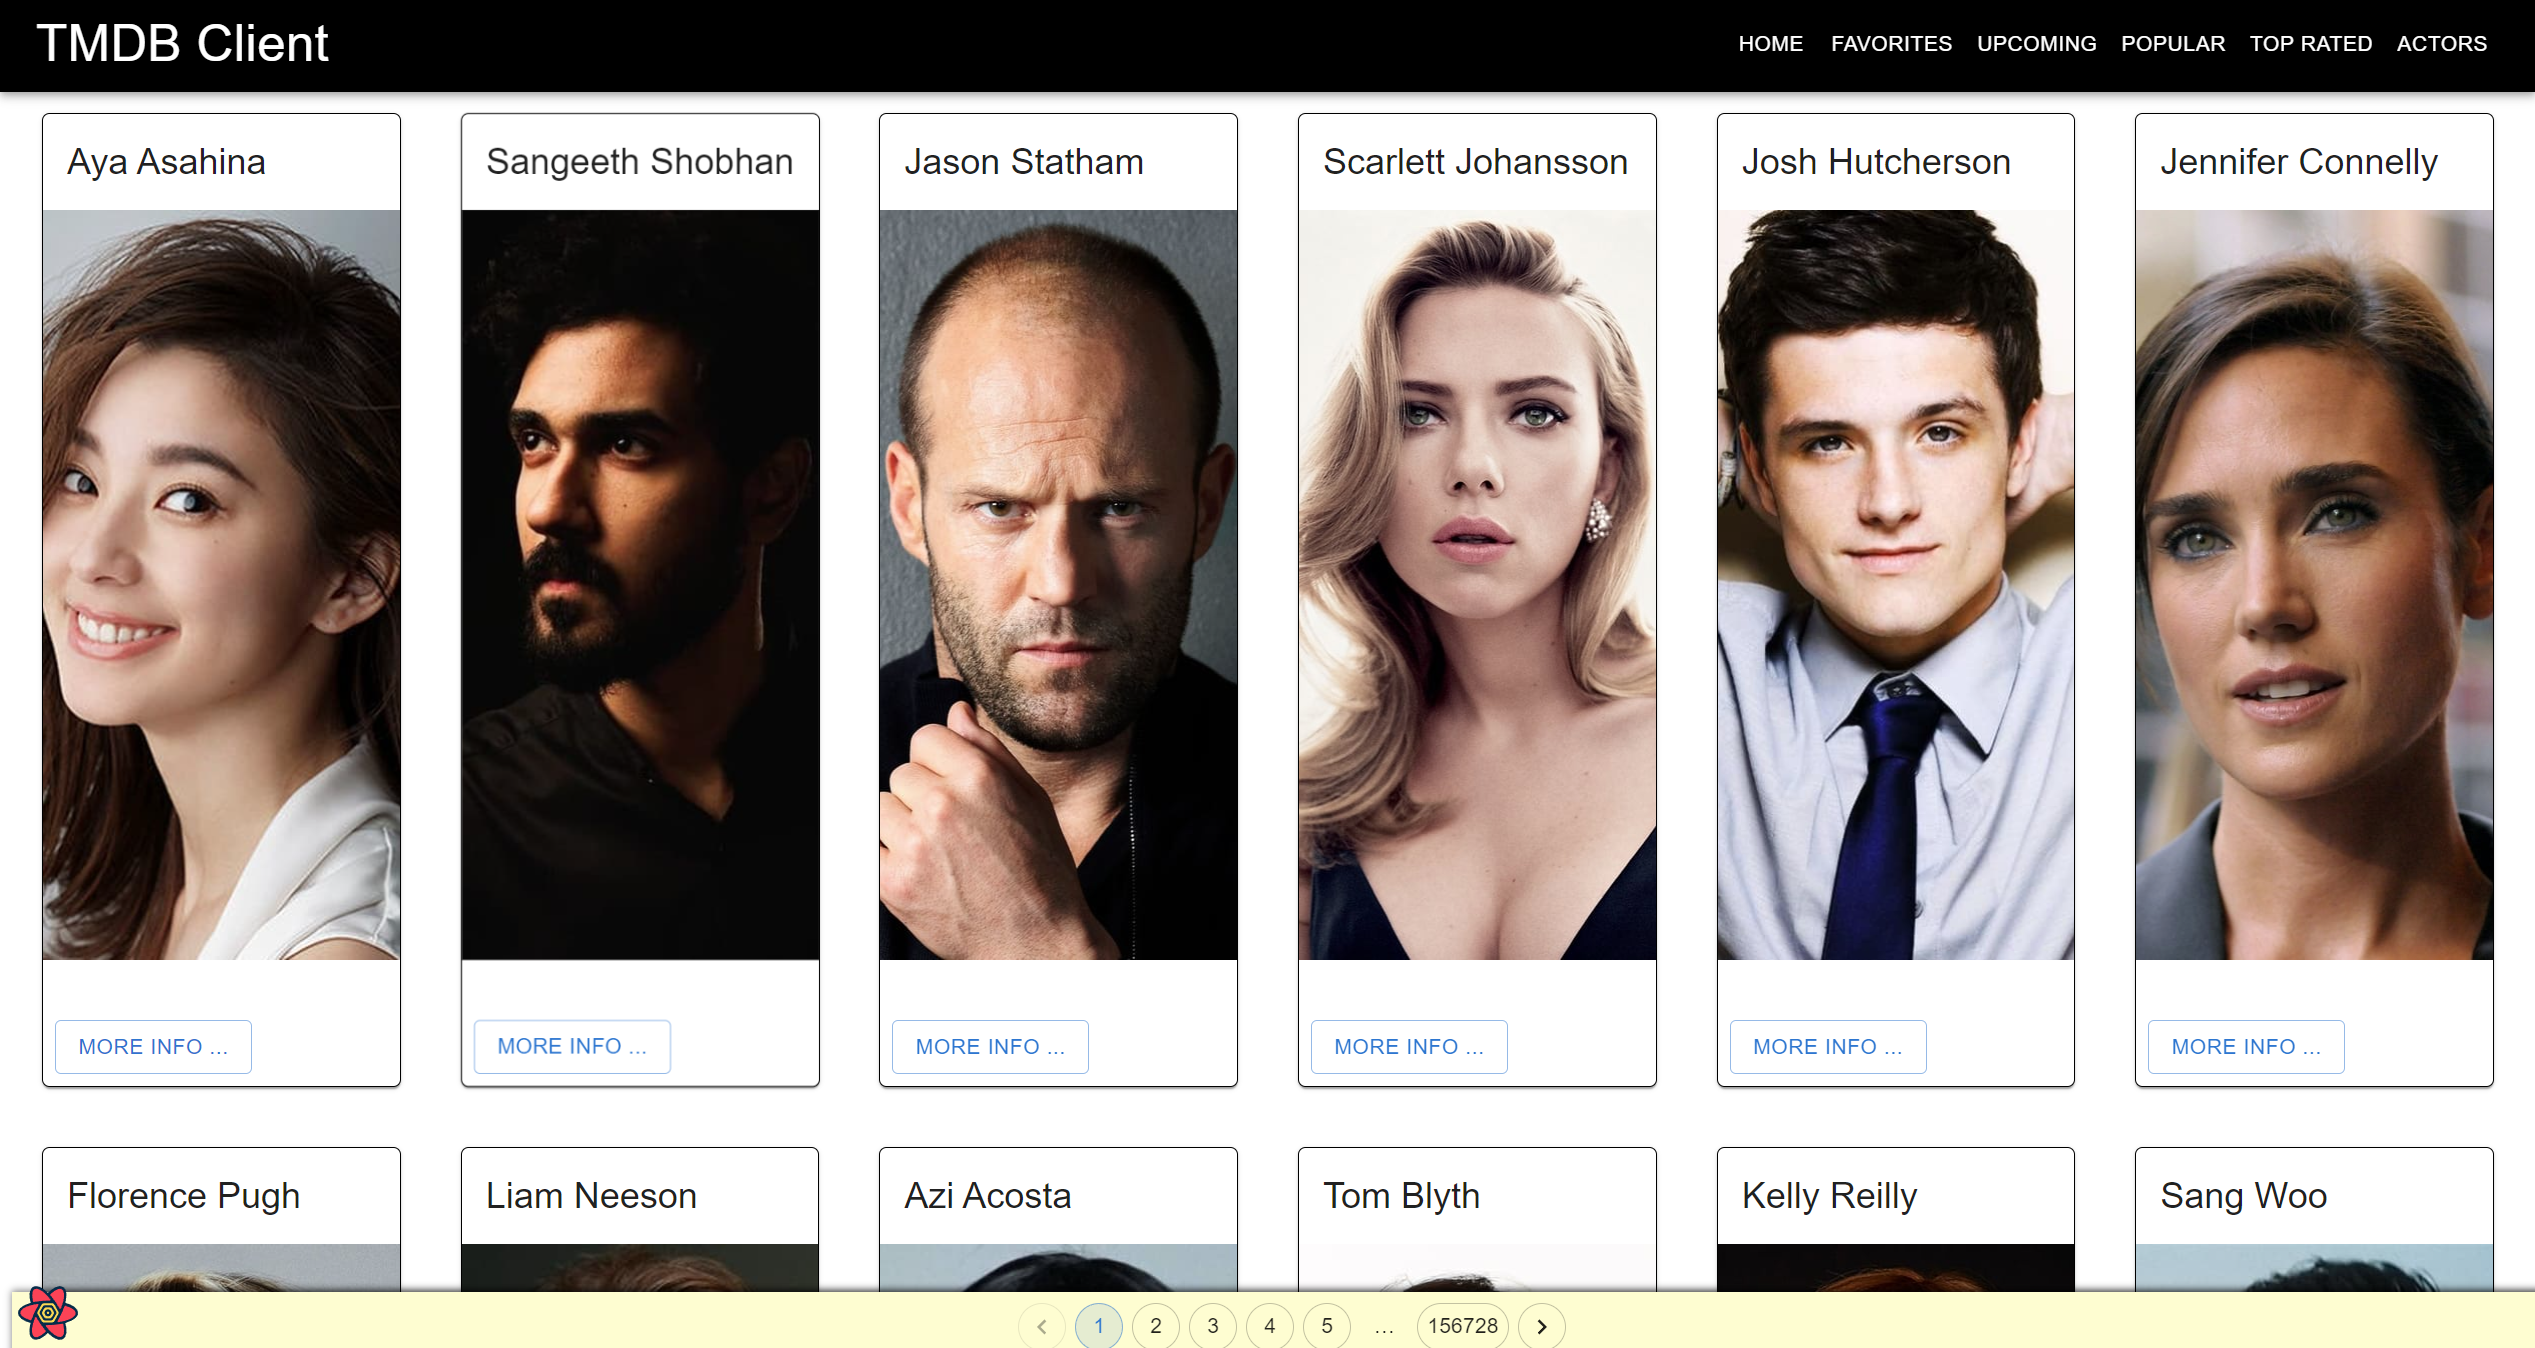 TMDB Client
HOME FAVORITES UPCOMING POPULAR TOP RATED ACTORS
Aya Asahina
Sangeeth Shobhan
Jason Statham
Scarlett Johansson
Josh Hutcherson
Jennifer Connelly
MORE INFO ...
MORE INFO ...
MORE INFO ...
MORE INFO ...
MORE INFO ...
MORE INFO ...
Florence Pugh
Liam Neeson
Azi Acosta
Tom Blyth
Kelly Reilly
Sang Woo
1 2 3 4 5 ... 156728